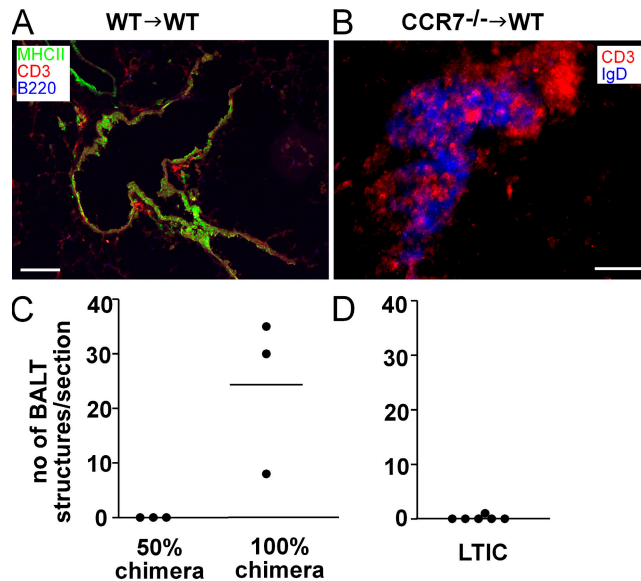 A WT→WT
MHCII
CD3
B220
B CCR7-/-→WT
CD3
IgD
C
no of BALT
structures/section
40
30
20
10
0
50%
chimera
100%
chimera
D
40
30
20
10
0
LTIC